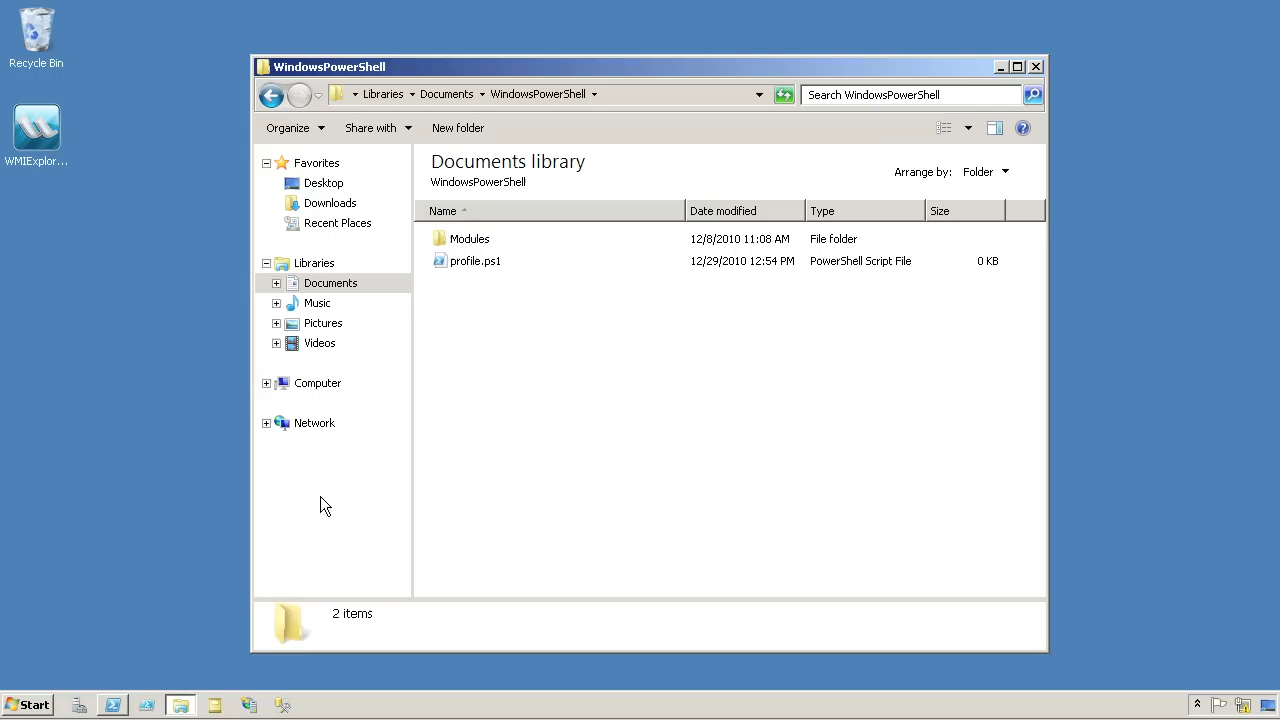 Recycle Bin
WMIExplor...
WindowsPowerShell
Libraries Documents WindowsPowerShell
Search WindowsPowerShell
Organize Share with New folder
Favorites
Desktop
Downloads
Recent Places
Libraries
Documents
Music
Pictures
Videos
Computer
Network
Documents library
WindowsPowerShell
Arrange by: Folder
Name Date modified Type Size
Modules 12/8/2010 11:08 AM File folder
profile.ps1 12/29/2010 12:54 PM PowerShell Script File 0 KB
2 items
Start